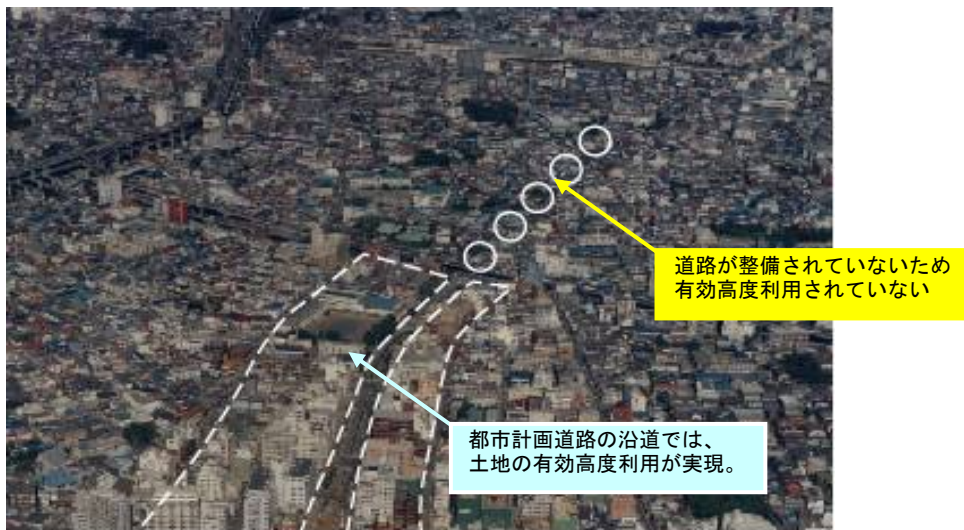 道路が整備されていないため
有効高度利用されていない
都市計画道路の沿道では、
土地の有効高度利用が実現。